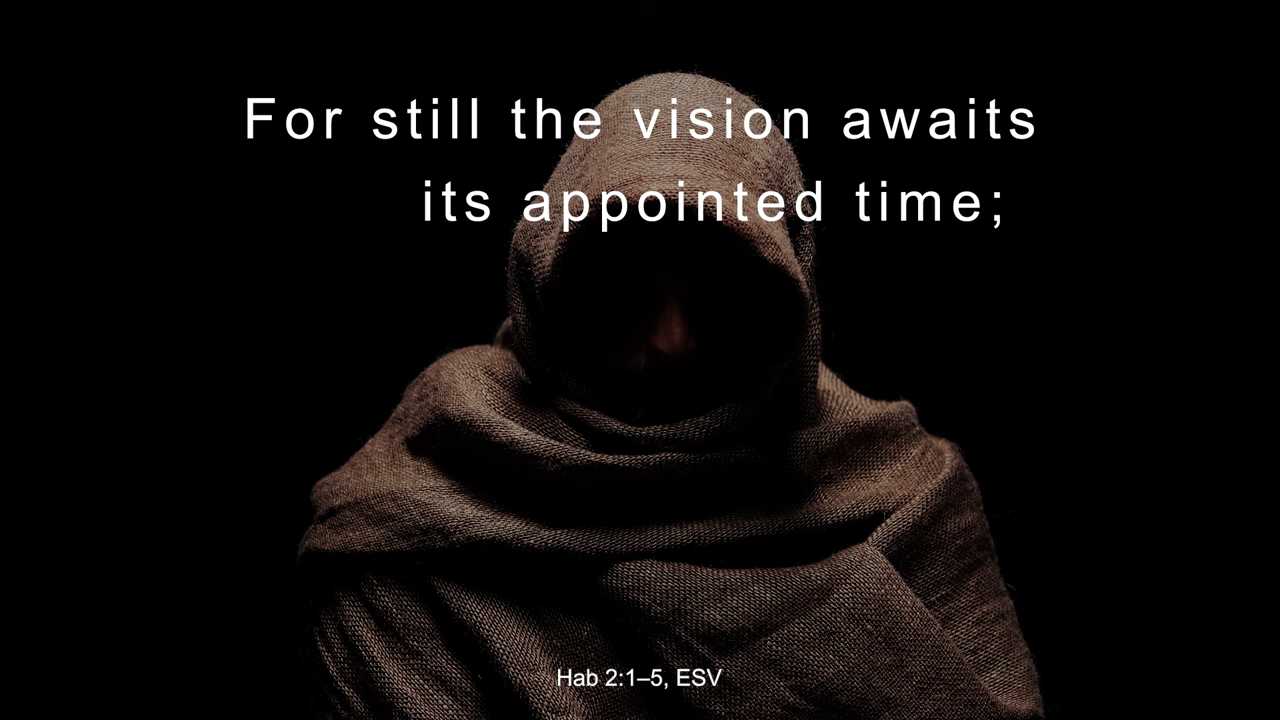 For still the vision awaits
its appointed time;
Hab 2:1–5, ESV